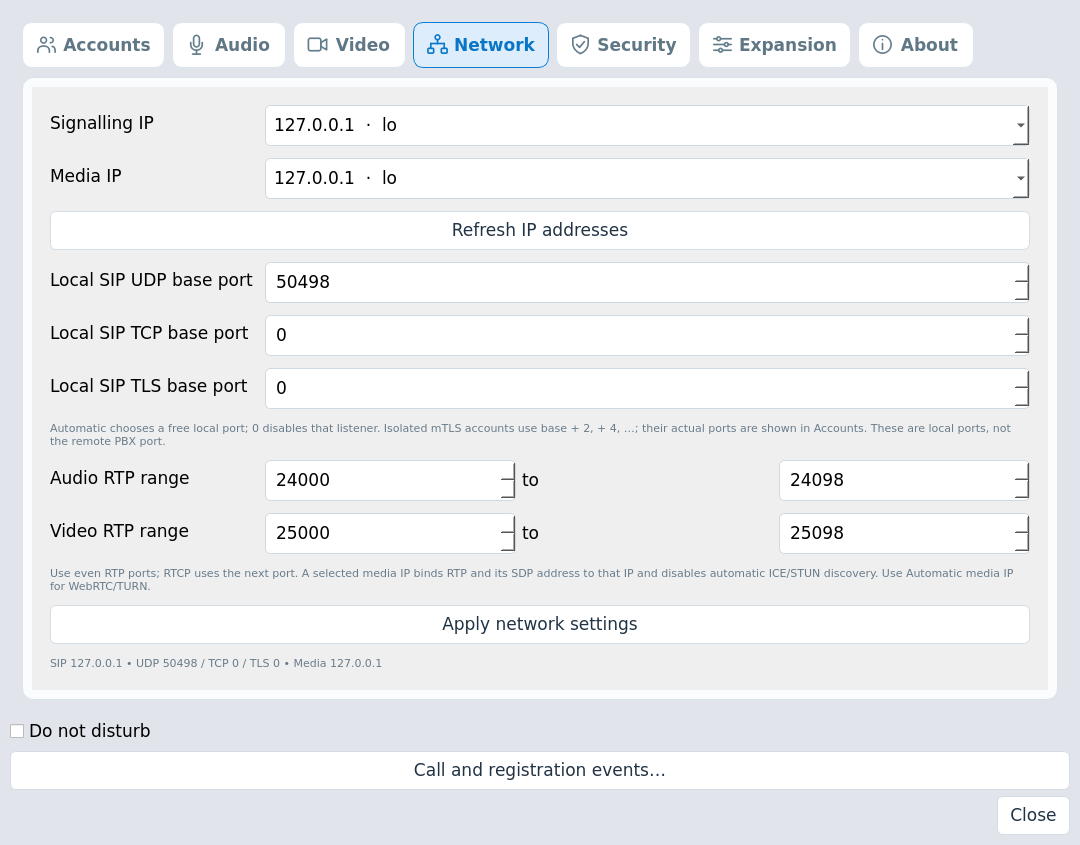 Accounts Audio Video Network Security Expansion About
Signalling IP 127.0.0.1 · lo
Media IP 127.0.0.1 · lo
Refresh IP addresses
Local SIP UDP base port 50498
Local SIP TCP base port 0
Local SIP TLS base port 0
Automatic chooses a free local port; 0 disables that listener. Isolated mTLS accounts use base + 2, + 4, ...; their actual ports are shown in Accounts. These are local ports, not
the remote PBX port.
Audio RTP range 24000 to 24098
Video RTP range 25000 to 25098
Use even RTP ports; RTCP uses the next port. A selected media IP binds RTP and its SDP address to that IP and disables automatic ICE/STUN discovery. Use Automatic media IP
for WebRTC/TURN.
Apply network settings
SIP 127.0.0.1 • UDP 50498 / TCP 0 / TLS 0 • Media 127.0.0.1
Do not disturb
Call and registration events...
Close